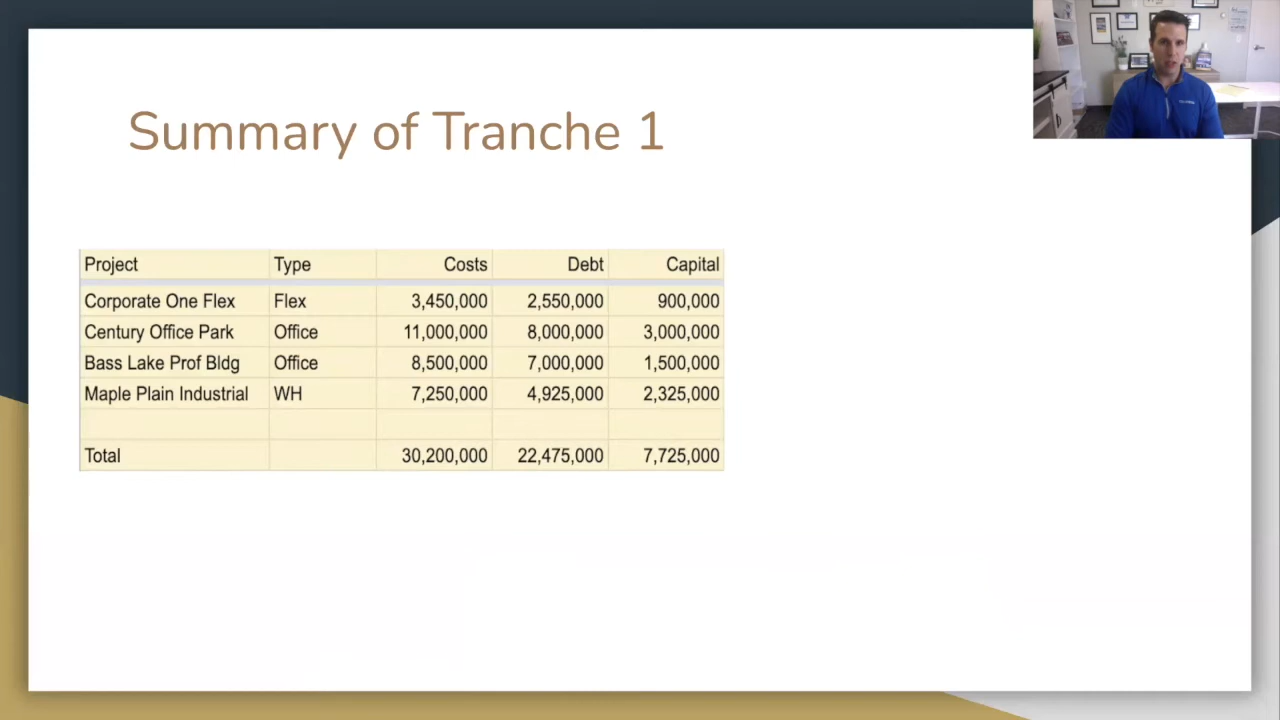 Summary of Tranche 1
Project Type Costs Debt Capital
Corporate One Flex Flex 3,450,000 2,550,000 900,000
Century Office Park Office 11,000,000 8,000,000 3,000,000
Bass Lake Prof Bldg Office 8,500,000 7,000,000 1,500,000
Maple Plain Industrial WH 7,250,000 4,925,000 2,325,000
Total 30,200,000 22,475,000 7,725,000